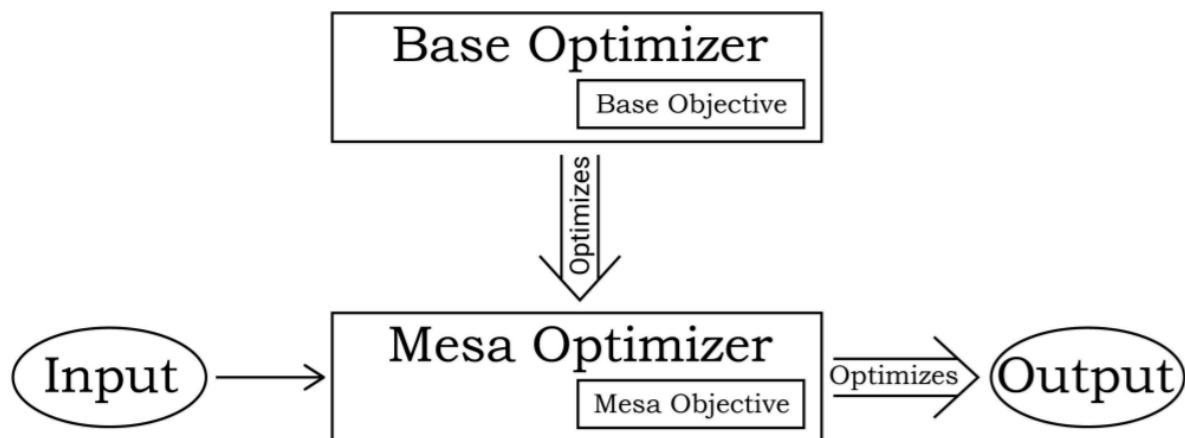 Base Optimizer
Base Objective
Optimizes
Input
Mesa Optimizer
Mesa Objective
Optimizes
Output